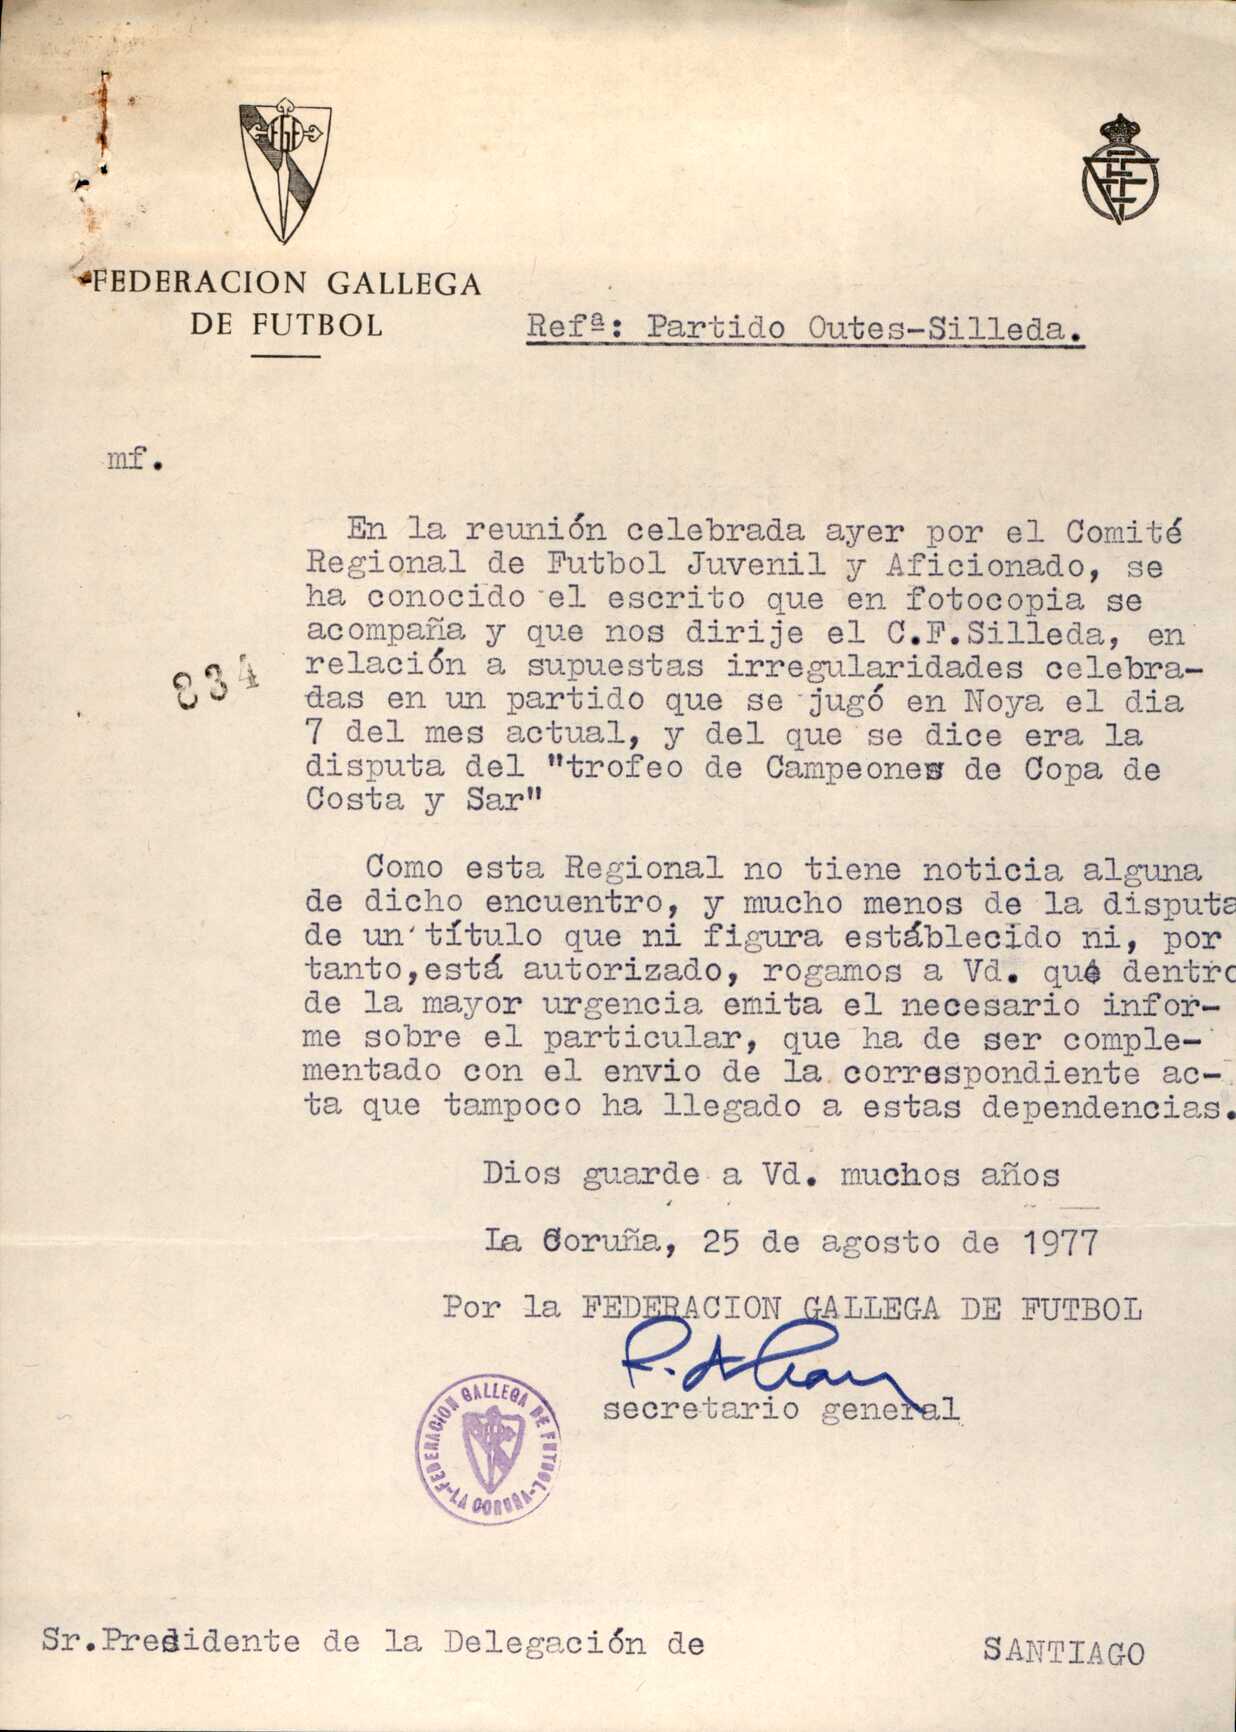 FGF
FEDERACION GALLEGA
DE FUTBOL
Refª: Partido Outes-Silleda.
mf.
En la reunión celebrada ayer por el Comité
Regional de Futbol Juvenil y Aficionado, se
ha conocido el escrito que en fotocopia se
acompaña y que nos dirije el C.F.Silleda, en
relación a supuestas irregularidades celebra-
das en un partido que se jugó en Noya el dia
7 del mes actual, y del que se dice era la
disputa del "trofeo de Campeones de Copa de
Costa y Sar"
834
Como esta Regional no tiene noticia alguna
de dicho encuentro, y mucho menos de la disputa
de un título que ni figura establecido ni, por
tanto, está autorizado, rogamos a Vd. que dentro
de la mayor urgencia emita el necesario infor-
me sobre el particular, que ha de ser comple-
mentado con el envio de la correspondiente ac-
ta que tampoco ha llegado a estas dependencias.
Dios guarde a Vd. muchos años
La Coruña, 25 de agosto de 1977
Por la FEDERACION GALLEGA DE FUTBOL
secretario general
FEDERACION GALLEGA DE FUTBOL
-LA CORUÑA-
Sr.Presidente de la Delegación de SANTIAGO